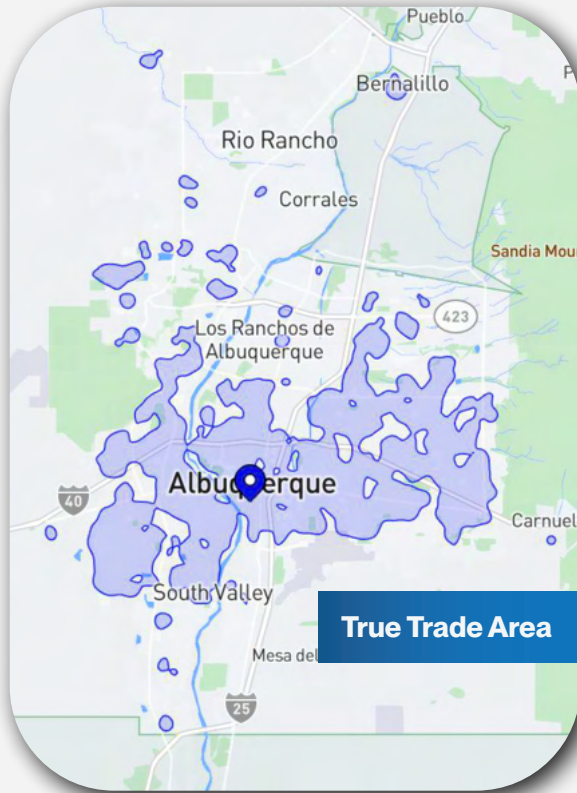 Pueblo
Bernalillo
P
Rio Rancho
Corrales
Sandia Mou
423
Los Ranchos de
Albuquerque
Albuquerque
40
Carnuel
South Valley
True Trade Area
Mesa del
25